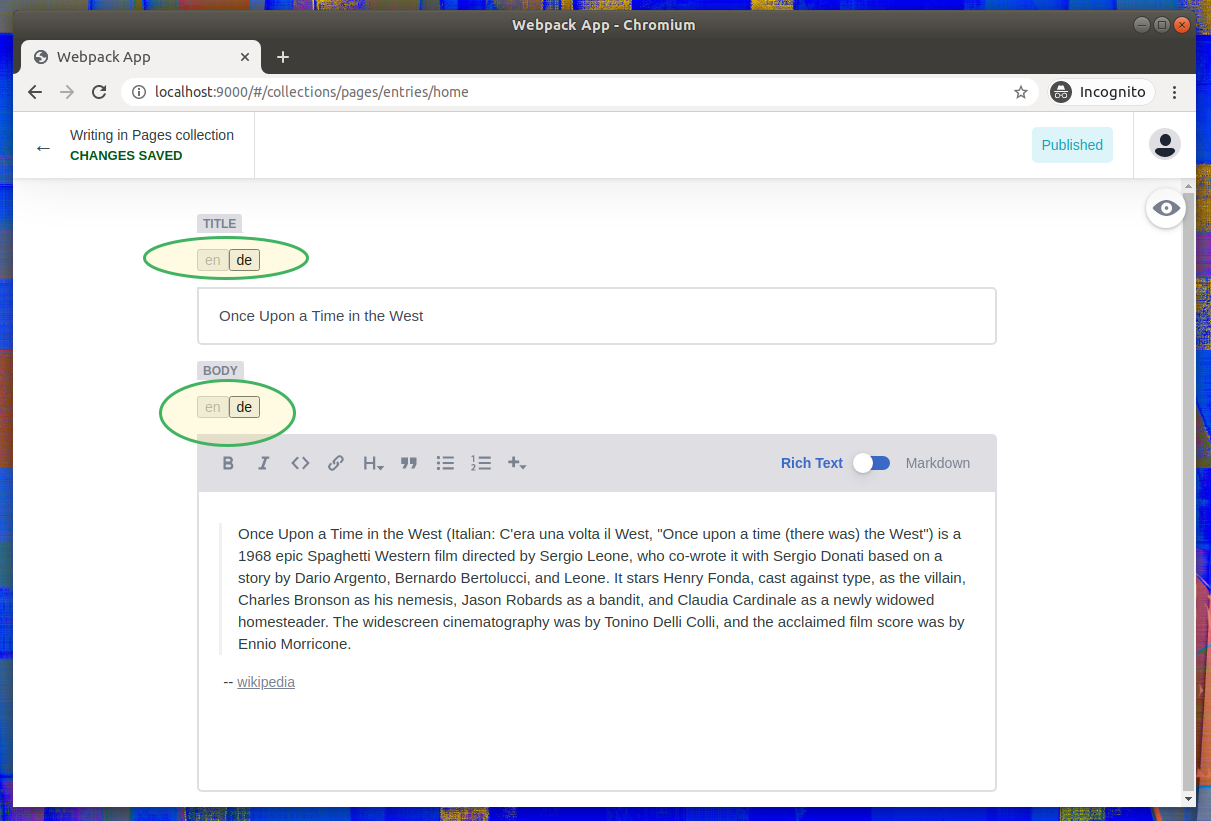 Webpack App - Chromium
Webpack App
localhost:9000/#/collections/pages/entries/home
Incognito
Writing in Pages collection
CHANGES SAVED
Published
TITLE
en de
Once Upon a Time in the West
BODY
en de
B I H 1 2
Rich Text Markdown
Once Upon a Time in the West (Italian: C'era una volta il West, "Once upon a time (there was) the West") is a
1968 epic Spaghetti Western film directed by Sergio Leone, who co-wrote it with Sergio Donati based on a
story by Dario Argento, Bernardo Bertolucci, and Leone. It stars Henry Fonda, cast against type, as the villain,
Charles Bronson as his nemesis, Jason Robards as a bandit, and Claudia Cardinale as a newly widowed
homesteader. The widescreen cinematography was by Tonino Delli Colli, and the acclaimed film score was by
Ennio Morricone.
-- wikipedia